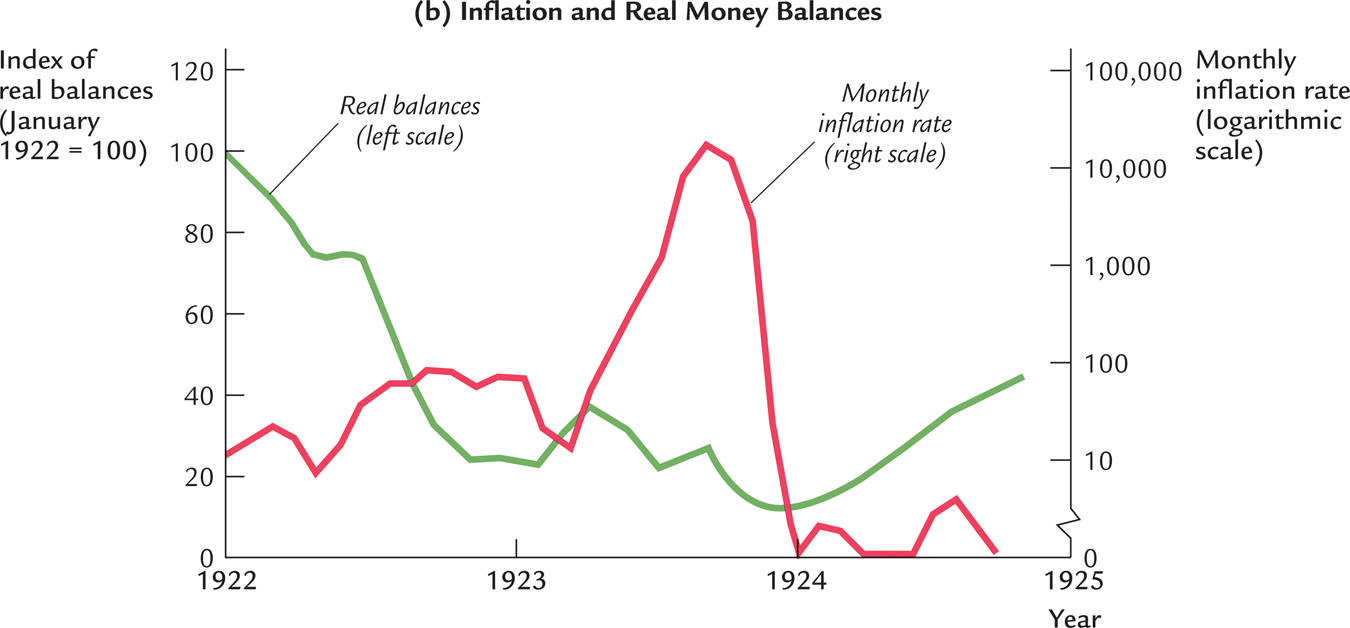 (b) Inflation and Real Money Balances
Index of
real balances
(January
1922 = 100)
120
100
80
60
40
20
0
Real balances
(left scale)
Monthly
inflation rate
(right scale)
100,000
10,000
1,000
100
10
0
Monthly
inflation rate
(logarithmic
scale)
1922
1923
1924
1925
Year